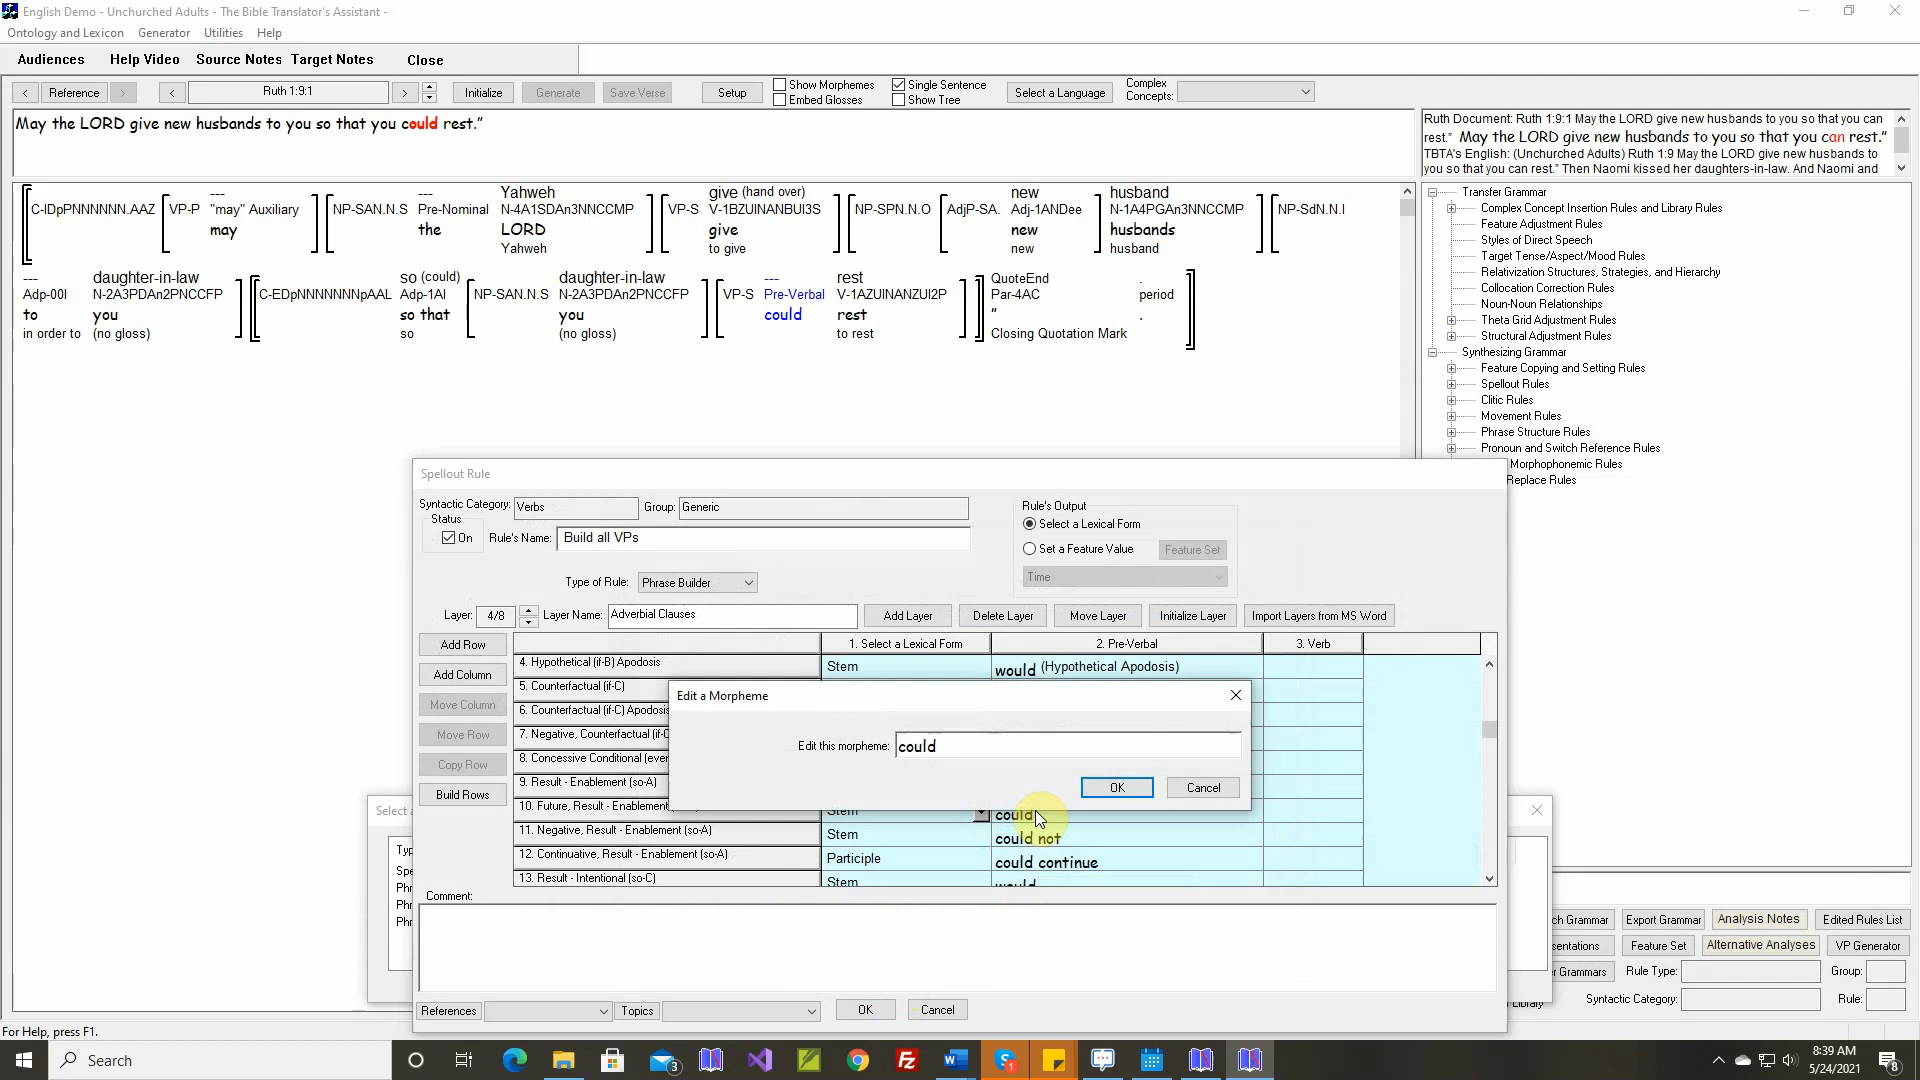 English Demo - Unchurched Adults - The Bible Translator's Assistant -
Ontology and Lexicon Generator Utilities Help
Audiences Help Video Source Notes Target Notes Close
< Reference > < Ruth 1:9:1 > Initialize Generate Save Verse Setup Show Morphemes Single Sentence Select a Language Complex Concepts:
Embed Glosses Show Tree
May the LORD give new husbands to you so that you could rest.”
Ruth Document: Ruth 1:9:1 May the LORD give new husbands to you so that you can
rest.” May the LORD give new husbands to you so that you can rest.”
TBTA's English: (Unchurched Adults) Ruth 1:9 May the LORD give new husbands to
you so that you can rest.” Then Naomi kissed her daughters-in-law. And Naomi and
--- --- Yahweh give (hand over) new husband
C-IDpPNNNNNN.AAZ VP-P "may" Auxiliary NP-SAN.N.S Pre-Nominal N-4A1SDAn3NNCCMP VP-S V-1BZUINANBUI3S NP-SPN.N.O AdjP-SA. Adj-1ANDee N-1A4PGAn3NNCCMP NP-SdN.N.I
may the LORD give new husbands
Yahweh to give new husband
--- daughter-in-law so (could) daughter-in-law --- rest QuoteEnd .
Adp-00I N-2A3PDAn2PNCCFP C-EDpNNNNNNpAAL Adp-1AI NP-SAN.N.S N-2A3PDAn2PNCCFP VP-S Pre-Verbal V-1AZUINANZUI2P Par-4AC period
to you so that you could rest ” .
in order to (no gloss) so (no gloss) to rest Closing Quotation Mark
Transfer Grammar
Complex Concept Insertion Rules and Library Rules
Feature Adjustment Rules
Styles of Direct Speech
Target Tense/Aspect/Mood Rules
Relativization Structures, Strategies, and Hierarchy
Collocation Correction Rules
Noun-Noun Relationships
Theta Grid Adjustment Rules
Structural Adjustment Rules
Synthesizing Grammar
Feature Copying and Setting Rules
Spellout Rules
Clitic Rules
Movement Rules
Phrase Structure Rules
Pronoun and Switch Reference Rules
Morphophonemic Rules
Replace Rules
Spellout Rule
Syntactic Category: Verbs Group: Generic
Rule's Output
Status
Select a Lexical Form
On Rule's Name: Build all VPs
Set a Feature Value Feature Set
Type of Rule: Phrase Builder
Time
Layer: 4/8 Layer Name: Adverbial Clauses Add Layer Delete Layer Move Layer Initialize Layer Import Layers from MS Word
Add Row
Add Column
Move Column
Move Row
Copy Row
Build Rows
1. Select a Lexical Form 2. Pre-Verbal 3. Verb
4. Hypothetical (if-B) Apodosis Stem would (Hypothetical Apodosis)
5. Counterfactual (if-C)
6. Counterfactual (if-C) Apodosis
7. Negative, Counterfactual (if-C
8. Concessive Conditional (even
9. Result - Enablement (so-A)
10. Future, Result - Enablement Stem could
11. Negative, Result - Enablement (so-A) Stem could not
12. Continuative, Result - Enablement (so-A) Participle could continue
13. Result - Intentional (so-C) Stem would
Edit a Morpheme
Edit this morpheme: could
OK Cancel
Select a
Typ
Spe
Phr
Phr
Phr
Comment:
References Topics OK Cancel
ch Grammar Export Grammar Analysis Notes Edited Rules List
sentations Feature Set Alternative Analyses VP Generator
r Grammars Rule Type: Group:
Library Syntactic Category: Rule:
For Help, press F1.
Search
3
1
8:39 AM
5/24/2021
8